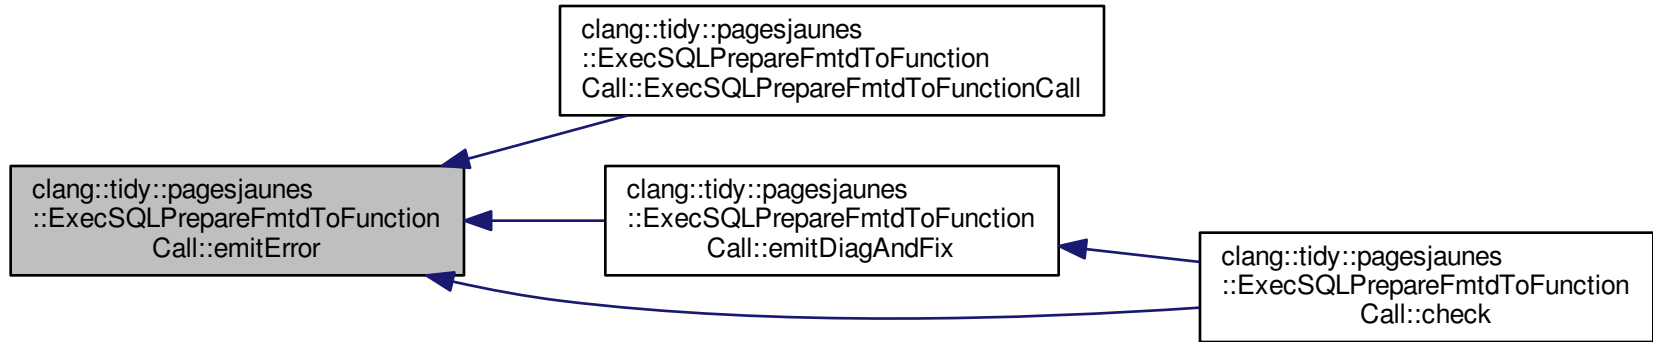 clang::tidy::pagesjaunes
::ExecSQLPrepareFmtdToFunction
Call::ExecSQLPrepareFmtdToFunctionCall
clang::tidy::pagesjaunes
::ExecSQLPrepareFmtdToFunction
Call::emitError
clang::tidy::pagesjaunes
::ExecSQLPrepareFmtdToFunction
Call::emitDiagAndFix
clang::tidy::pagesjaunes
::ExecSQLPrepareFmtdToFunction
Call::check